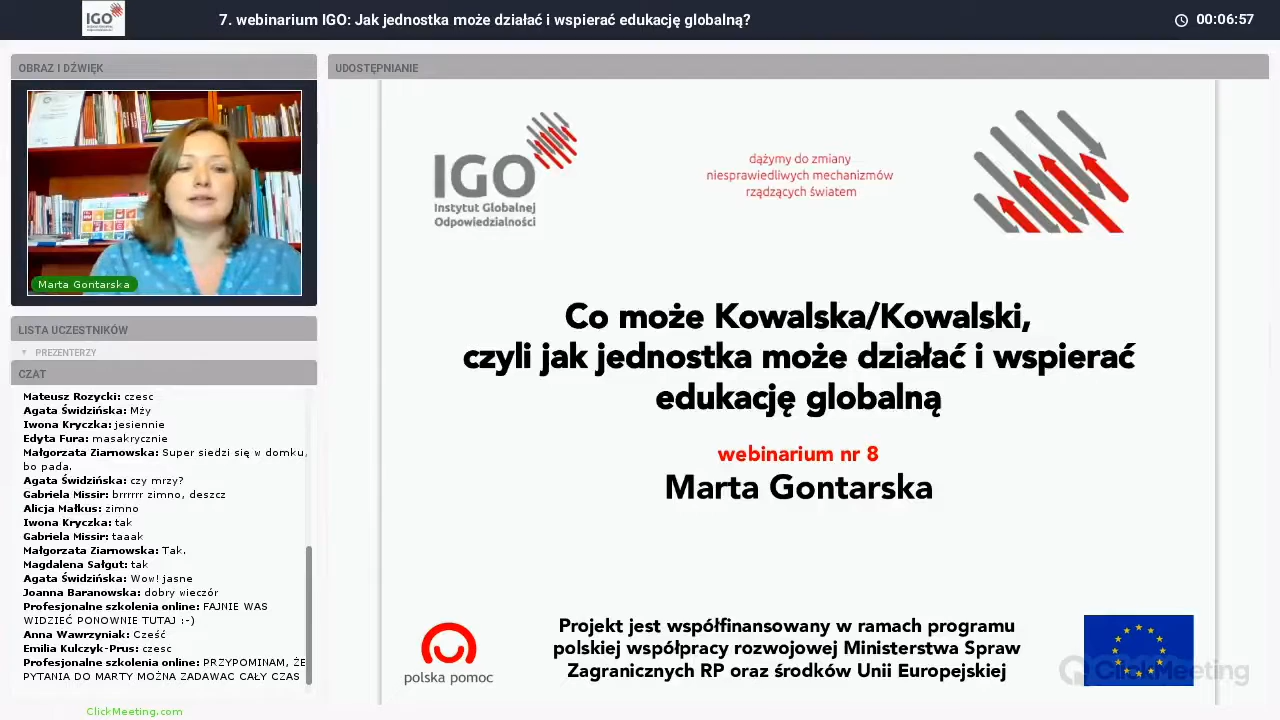 IGO
7. webinarium IGO: Jak jednostka może działać i wspierać edukację globalną?
00:06:57
OBRAZ I DŹWIĘK
Marta Gontarska
LISTA UCZESTNIKÓW
PREZENTERZY
CZAT
Mateusz Rozycki: czesc
Agata Świdzińska: Mży
Iwona Kryczka: jesiennie
Edyta Fura: masakrycznie
Małgorzata Ziarnowska: Super siedzi się w domku,
bo pada.
Agata Świdzińska: czy mrzy?
Gabriela Missir: brrrrrr zimno, deszcz
Alicja Małkus: zimno
Iwona Kryczka: tak
Gabriela Missir: taaak
Małgorzata Ziarnowska: Tak.
Magdalena Sałgut: tak
Agata Świdzińska: Wow! jasne
Joanna Baranowska: dobry wieczór
Profesjonalne szkolenia online: FAJNIE WAS
WIDZIEĆ PONOWNIE TUTAJ :-)
Anna Wawrzyniak: Cześć
Emilia Kulczyk-Prus: czesc
Profesjonalne szkolenia online: PRZYPOMINAM, ŻE
PYTANIA DO MARTY MOŻNA ZADAWAC CAŁY CZAS
ClickMeeting.com
UDOSTĘPNIANIE
IGO
Instytut Globalnej
Odpowiedzialności
dążymy do zmiany
niesprawiedliwych mechanizmów
rządzących światem
Co może Kowalska/Kowalski,
czyli jak jednostka może działać i wspierać
edukację globalną
webinarium nr 8
Marta Gontarska
polska pomoc
Projekt jest współfinansowany w ramach programu
polskiej współpracy rozwojowej Ministerstwa Spraw
Zagranicznych RP oraz środków Unii Europejskiej
ClickMeeting